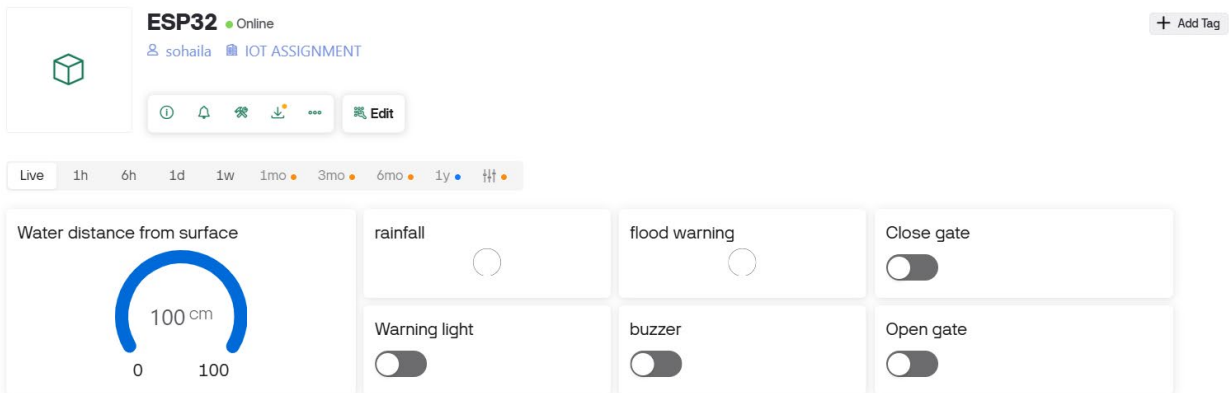 ESP32 Online
+ Add Tag
sohaila IOT ASSIGNMENT
Edit
Live 1h 6h 1d 1w 1mo 3mo 6mo 1y
Water distance from surface
100 cm
0 100
rainfall
flood warning
Close gate
Warning light
buzzer
Open gate